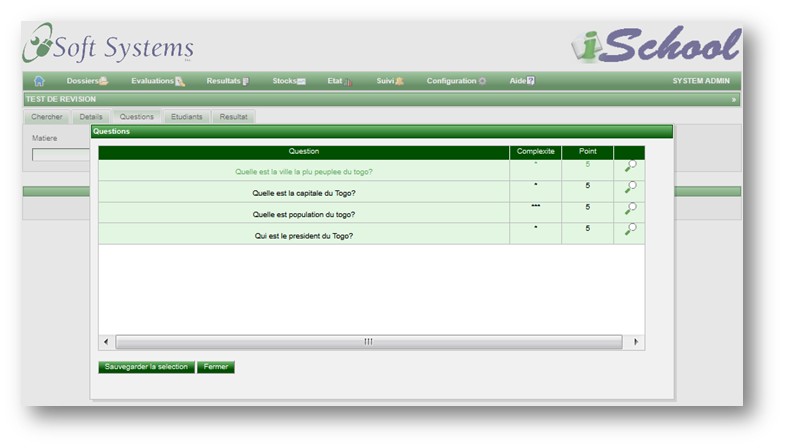 Soft Systems
iSchool
Dossiers Evaluations Resultats Stocks Etat Suivi Configuration Aide SYSTEM ADMIN
TEST DE REVISION »
Chercher Details Questions Etudiants Resultat
Matiere
Questions
Question Complexite Point
Quelle est la ville la plu peuplee du togo? * 5
Quelle est la capitale du Togo? * 5
Quelle est population du togo? *** 5
Qui est le president du Togo? * 5
Sauvegarder la selection Fermer